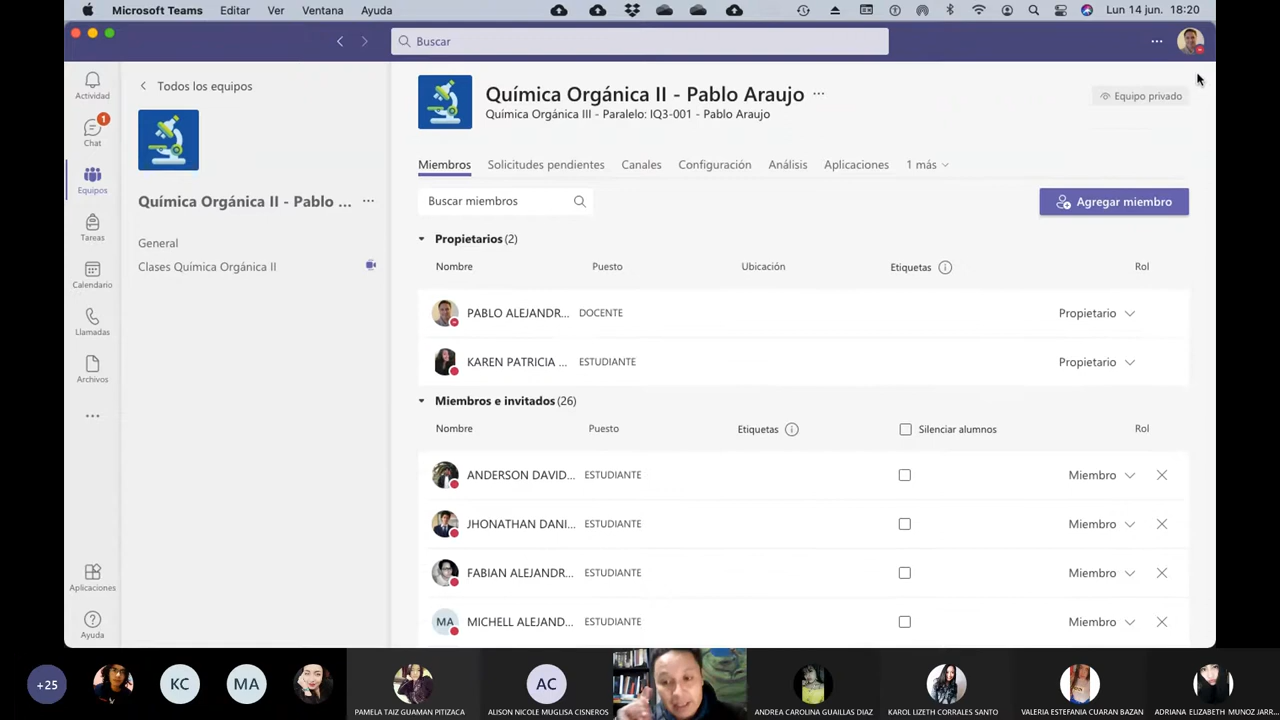 Microsoft Teams Editar Ver Ventana Ayuda Lun 14 jun. 18:20
Buscar
Actividad
Chat
1
Equipos
Tareas
Calendario
Llamadas
Archivos
Aplicaciones
Ayuda
Todos los equipos
Química Orgánica II - Pablo ...
General
Clases Química Orgánica II
Química Orgánica II - Pablo Araujo
Química Orgánica III - Paralelo: IQ3-001 - Pablo Araujo
Equipo privado
Miembros Solicitudes pendientes Canales Configuración Análisis Aplicaciones 1 más
Buscar miembros
Agregar miembro
Propietarios (2)
Nombre Puesto Ubicación Etiquetas Rol
PABLO ALEJANDR... DOCENTE Propietario
KAREN PATRICIA ... ESTUDIANTE Propietario
Miembros e invitados (26)
Nombre Puesto Etiquetas Silenciar alumnos Rol
ANDERSON DAVID... ESTUDIANTE Miembro
JHONATHAN DANI... ESTUDIANTE Miembro
FABIAN ALEJANDR... ESTUDIANTE Miembro
MA MICHELL ALEJAND... ESTUDIANTE Miembro
+25 KC MA AC
PAMELA TAIZ GUAMAN PITIZACA ALISON NICOLE MUGLISA CISNEROS ANDREA CAROLINA GUAILLAS DIAZ KAROL LIZETH CORRALES SANTO VALERIA ESTEFANIA CUARAN BAZAN ADRIANA ELIZABETH MUNOZ JARR...